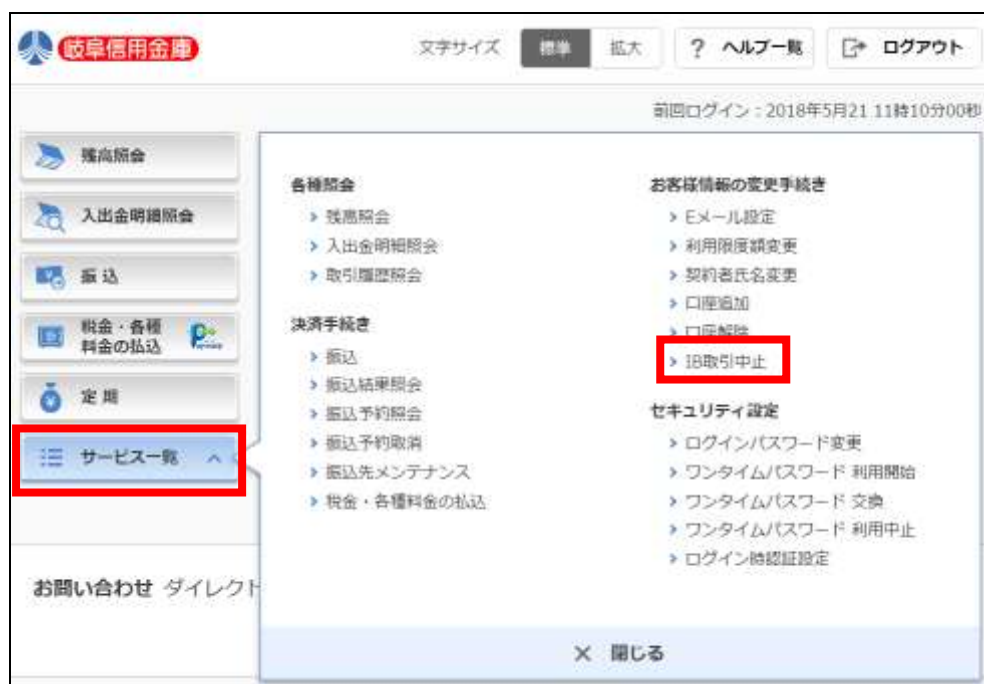 岐阜信用金庫
文字サイズ 標準 拡大 ? ヘルプ一覧 ログアウト
前回ログイン：2018年5月21 11時10分00秒
残高照会
入出金明細照会
振込
税金・各種
料金の払込
定期
サービス一覧
各種照会
残高照会
入出金明細照会
取引履歴照会
決済手続き
振込
振込結果照会
振込予約照会
振込予約取消
振込先メンテナンス
税金・各種料金の払込
お客様情報の変更手続き
Eメール設定
利用限度額変更
契約者氏名変更
口座追加
口座解除
IB取引中止
セキュリティ設定
ログインパスワード変更
ワンタイムパスワード 利用開始
ワンタイムパスワード 交換
ワンタイムパスワード 利用中止
ログイン時認証設定
お問い合わせ ダイレクト
× 閉じる